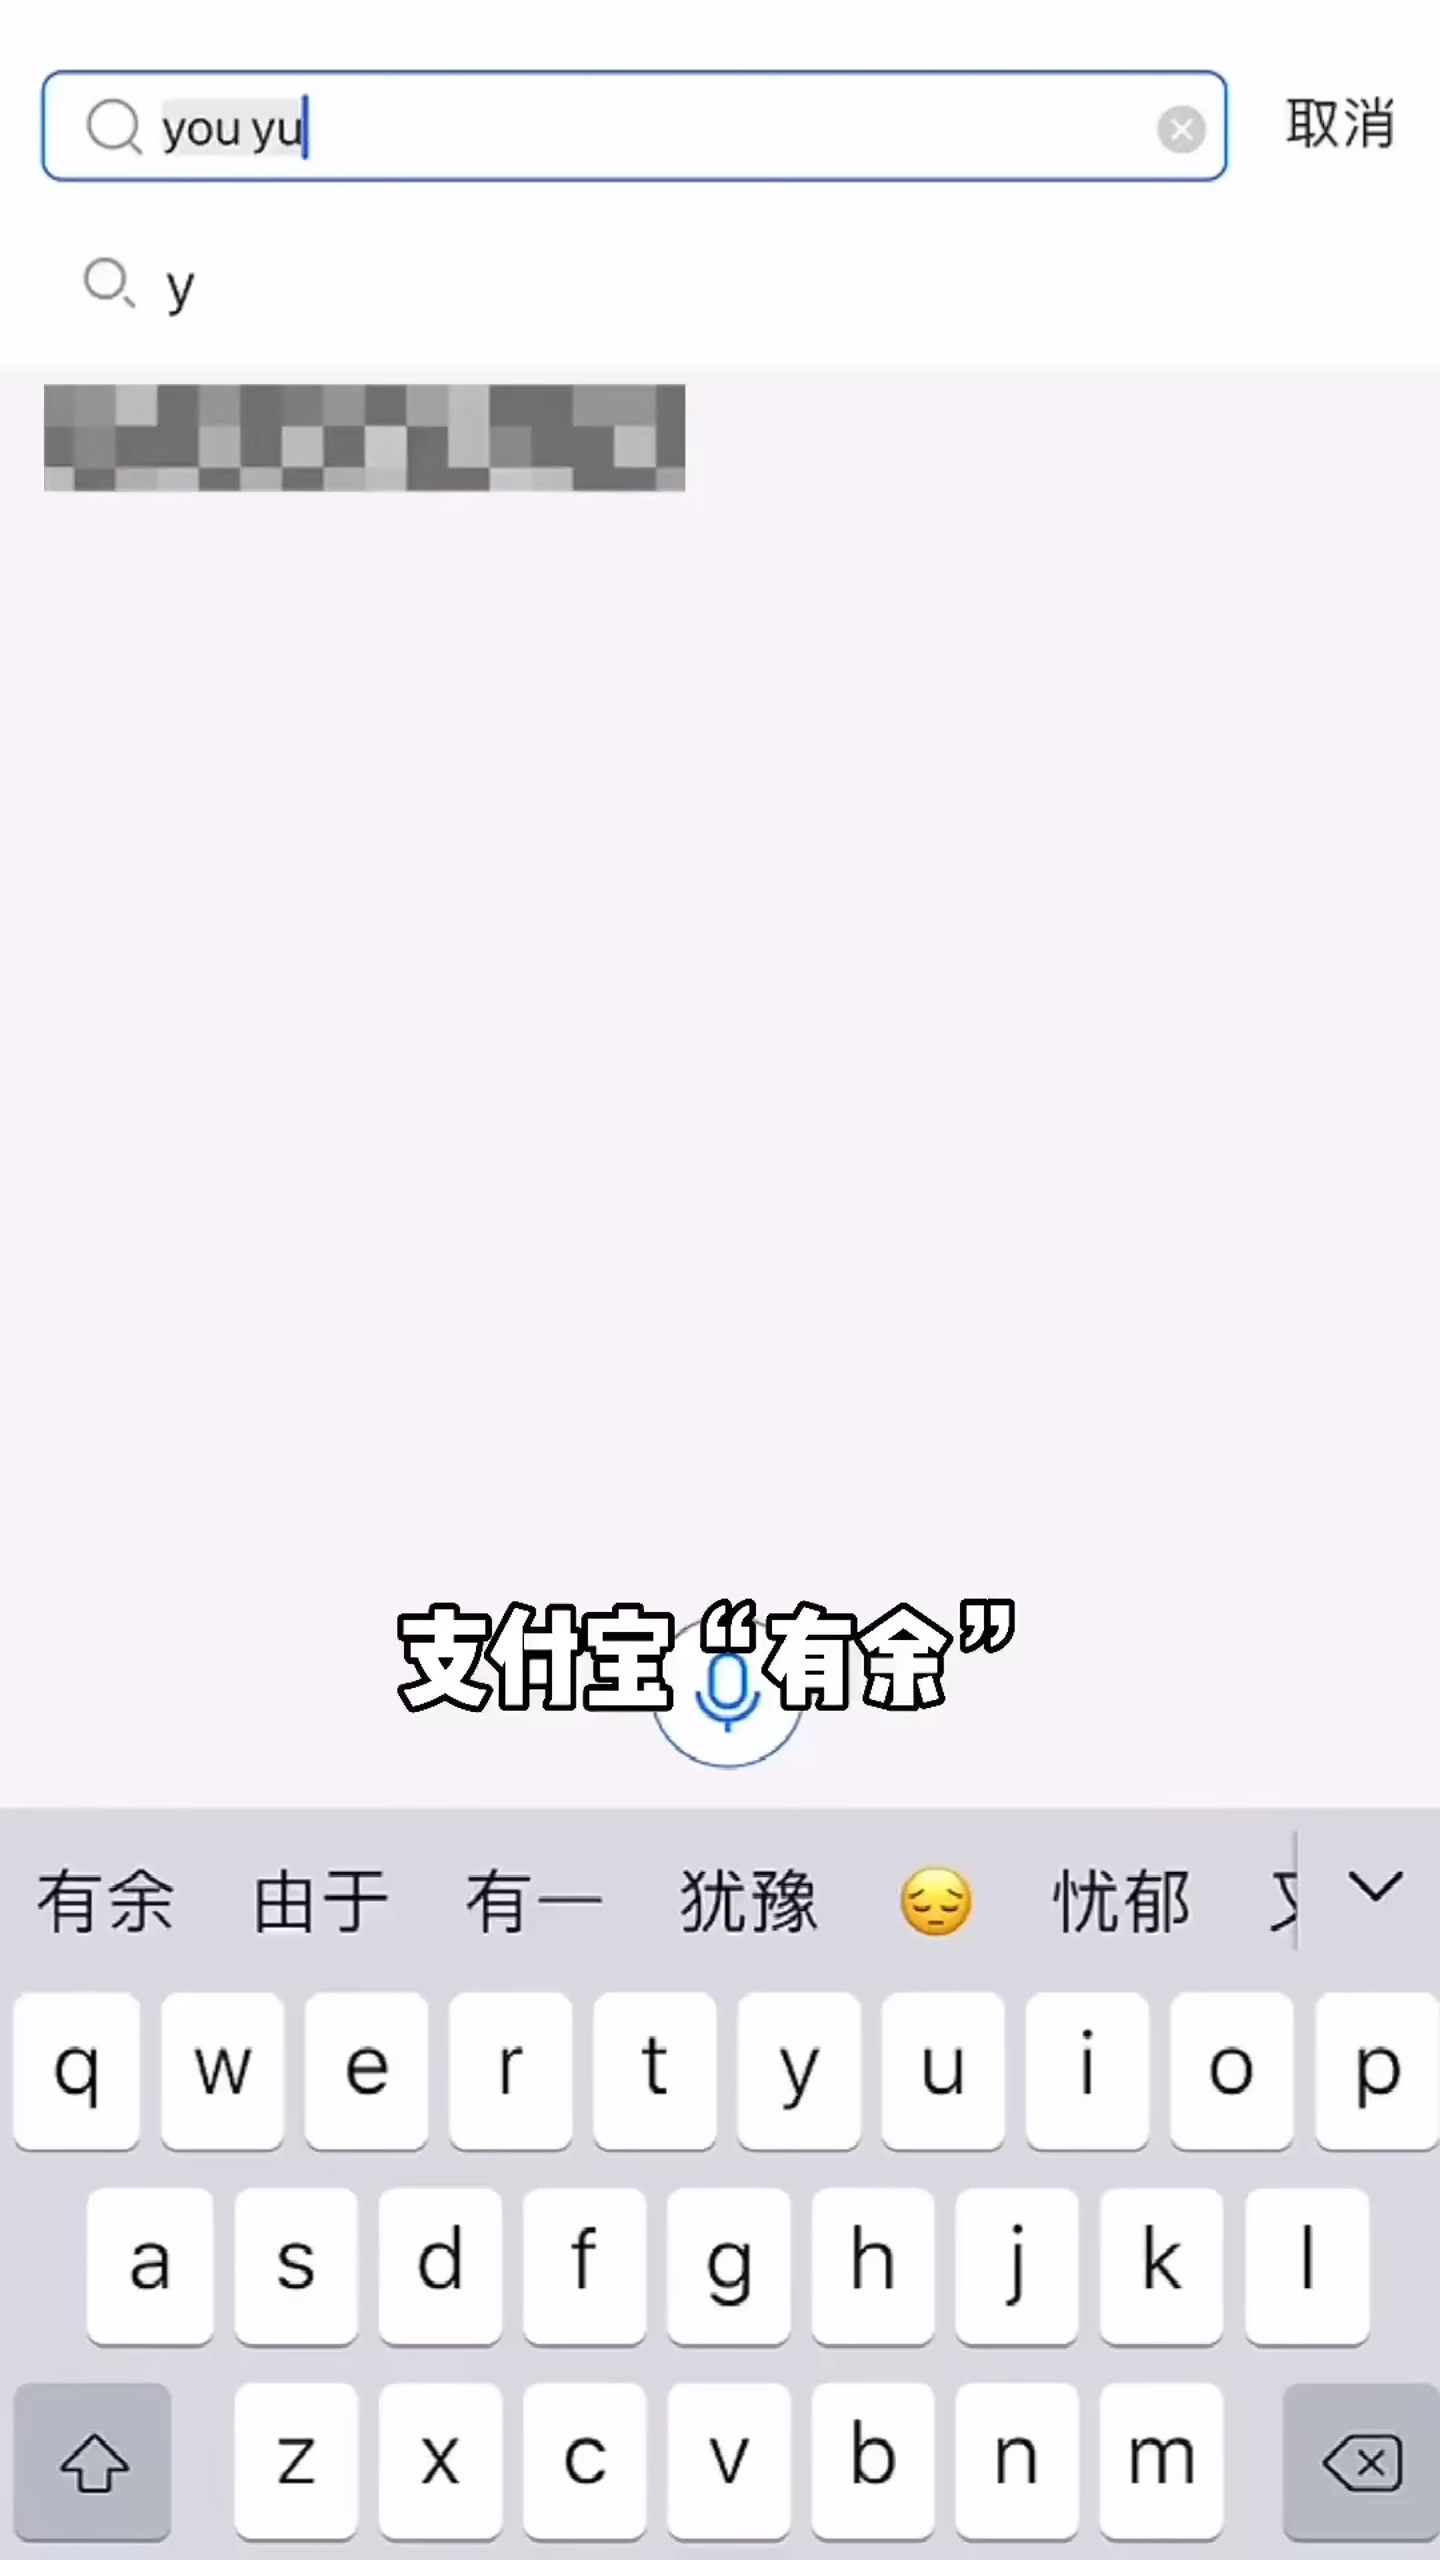 you yu 取消
y
支付宝“有余”
有余 由于 有一 犹豫 😔 忧郁
q w e r t y u i o p
a s d f g h j k l
z x c v b n m